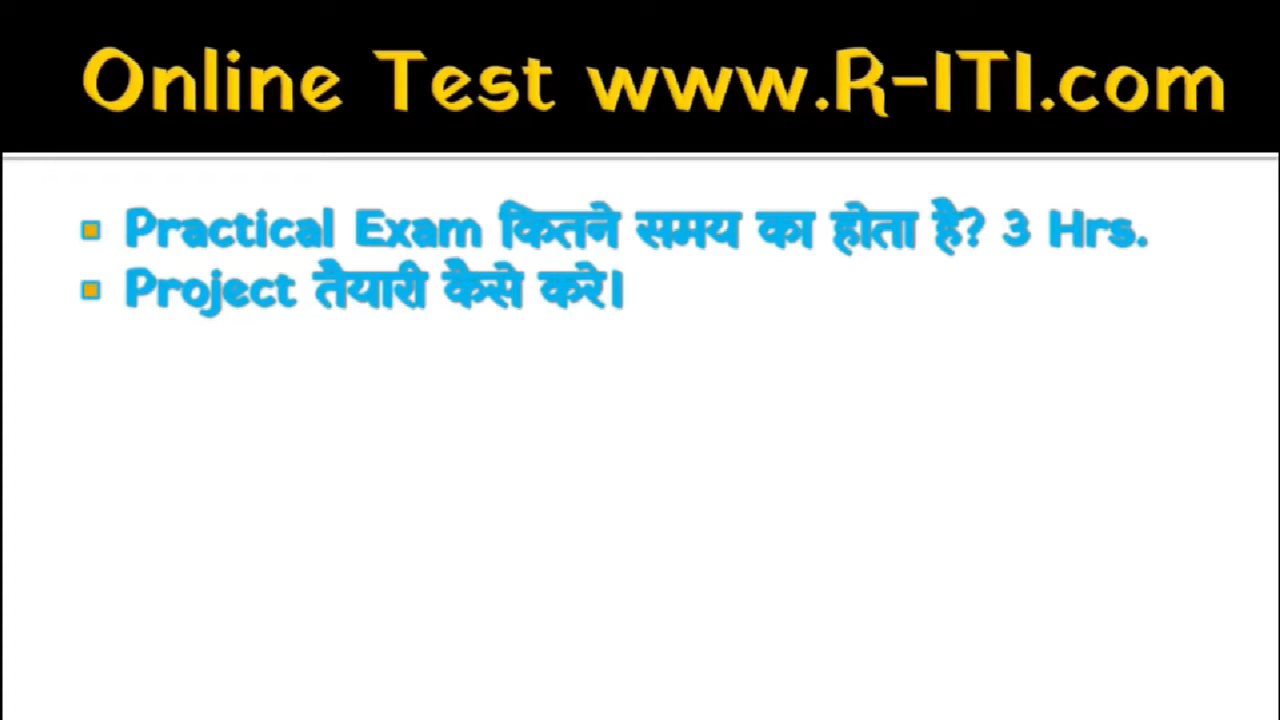 Online Test www.R-ITI.com
Practical Exam कितने समय का होता है? 3 Hrs.
Project तैयारी कैसे करे।